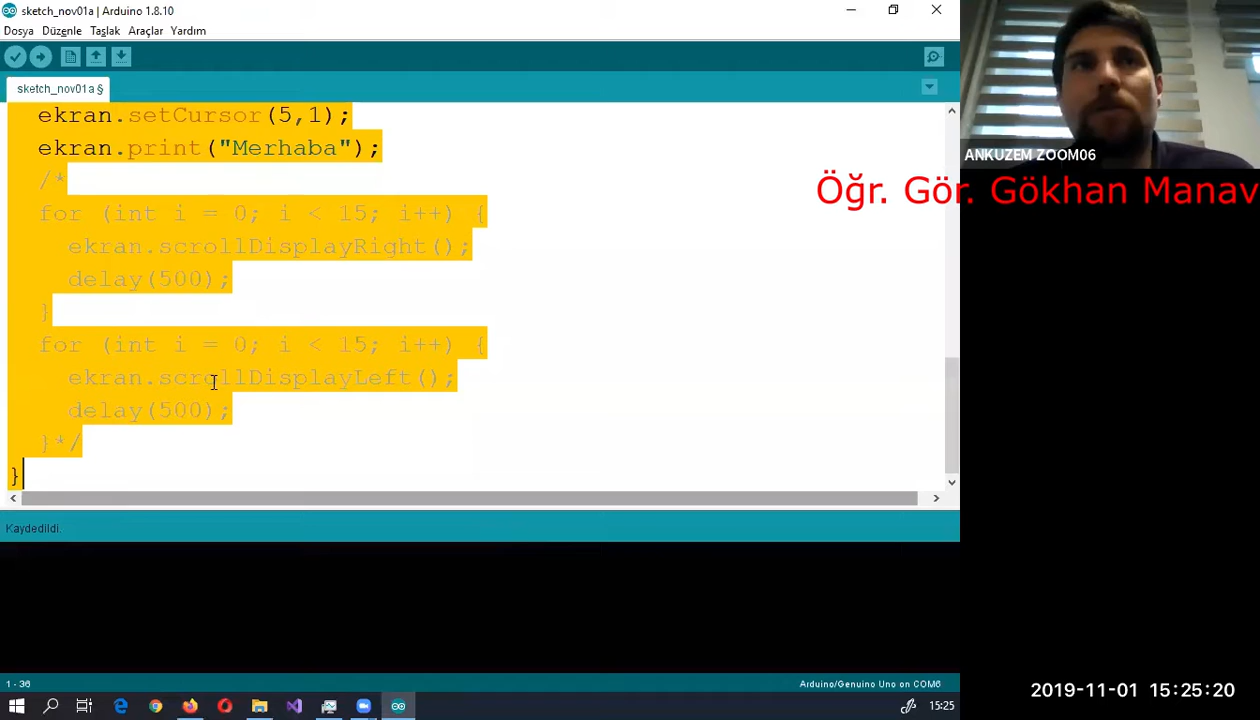 sketch_nov01a | Arduino 1.8.10
Dosya Düzenle Taslak Araçlar Yardım
sketch_nov01a §
ekran.setCursor(5,1);
ekran.print("Merhaba");
/*
for (int i = 0; i < 15; i++) {
ekran.scrollDisplayRight();
delay(500);
}
for (int i = 0; i < 15; i++) {
ekran.scrollDisplayLeft();
delay(500);
}*/
}
Kaydedildi.
1 - 36
Arduino/Genuino Uno on COM6
15:25
ANKUZEM ZOOM06
Öğr. Gör. Gökhan Manav
2019-11-01 15:25:20